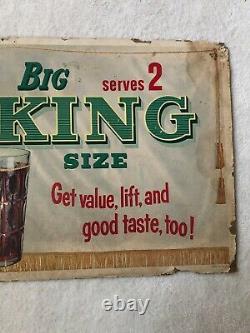 BIG
serves 2
KING
SIZE
Get value, lift, and
good taste, too!